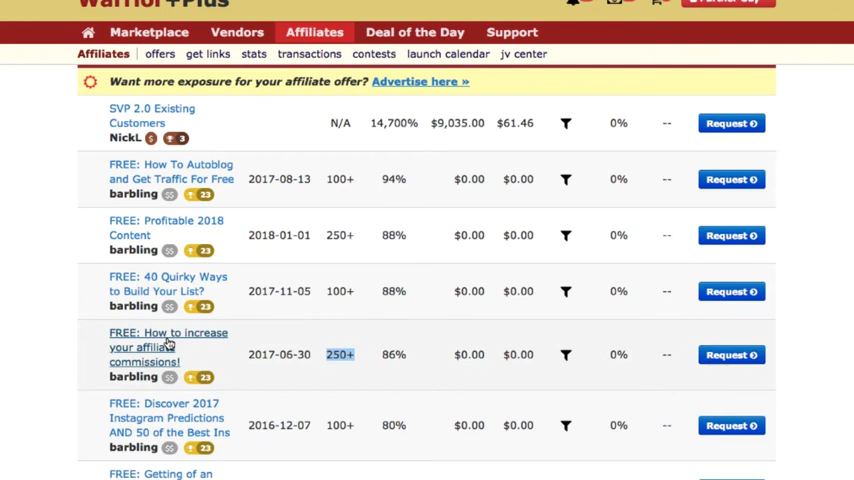 Warrior+Plus
Marketplace Vendors Affiliates Deal of the Day Support
Affiliates offers get links stats transactions contests launch calendar jv center
Want more exposure for your affiliate offer? Advertise here »
SVP 2.0 Existing
Customers
NickL $ 3
N/A 14,700% $9,035.00 $61.46 0% -- Request
FREE: How To Autoblog
and Get Traffic For Free
barbling $$ 23
2017-08-13 100+ 94% $0.00 $0.00 0% -- Request
FREE: Profitable 2018
Content
barbling $$ 23
2018-01-01 250+ 88% $0.00 $0.00 0% -- Request
FREE: 40 Quirky Ways
to Build Your List?
barbling $$ 23
2017-11-05 100+ 88% $0.00 $0.00 0% -- Request
FREE: How to increase
your affiliate
commissions!
barbling $$ 23
2017-06-30 250+ 86% $0.00 $0.00 0% -- Request
FREE: Discover 2017
Instagram Predictions
AND 50 of the Best Ins
barbling $$ 23
2016-12-07 100+ 80% $0.00 $0.00 0% -- Request
FREE: Getting of an